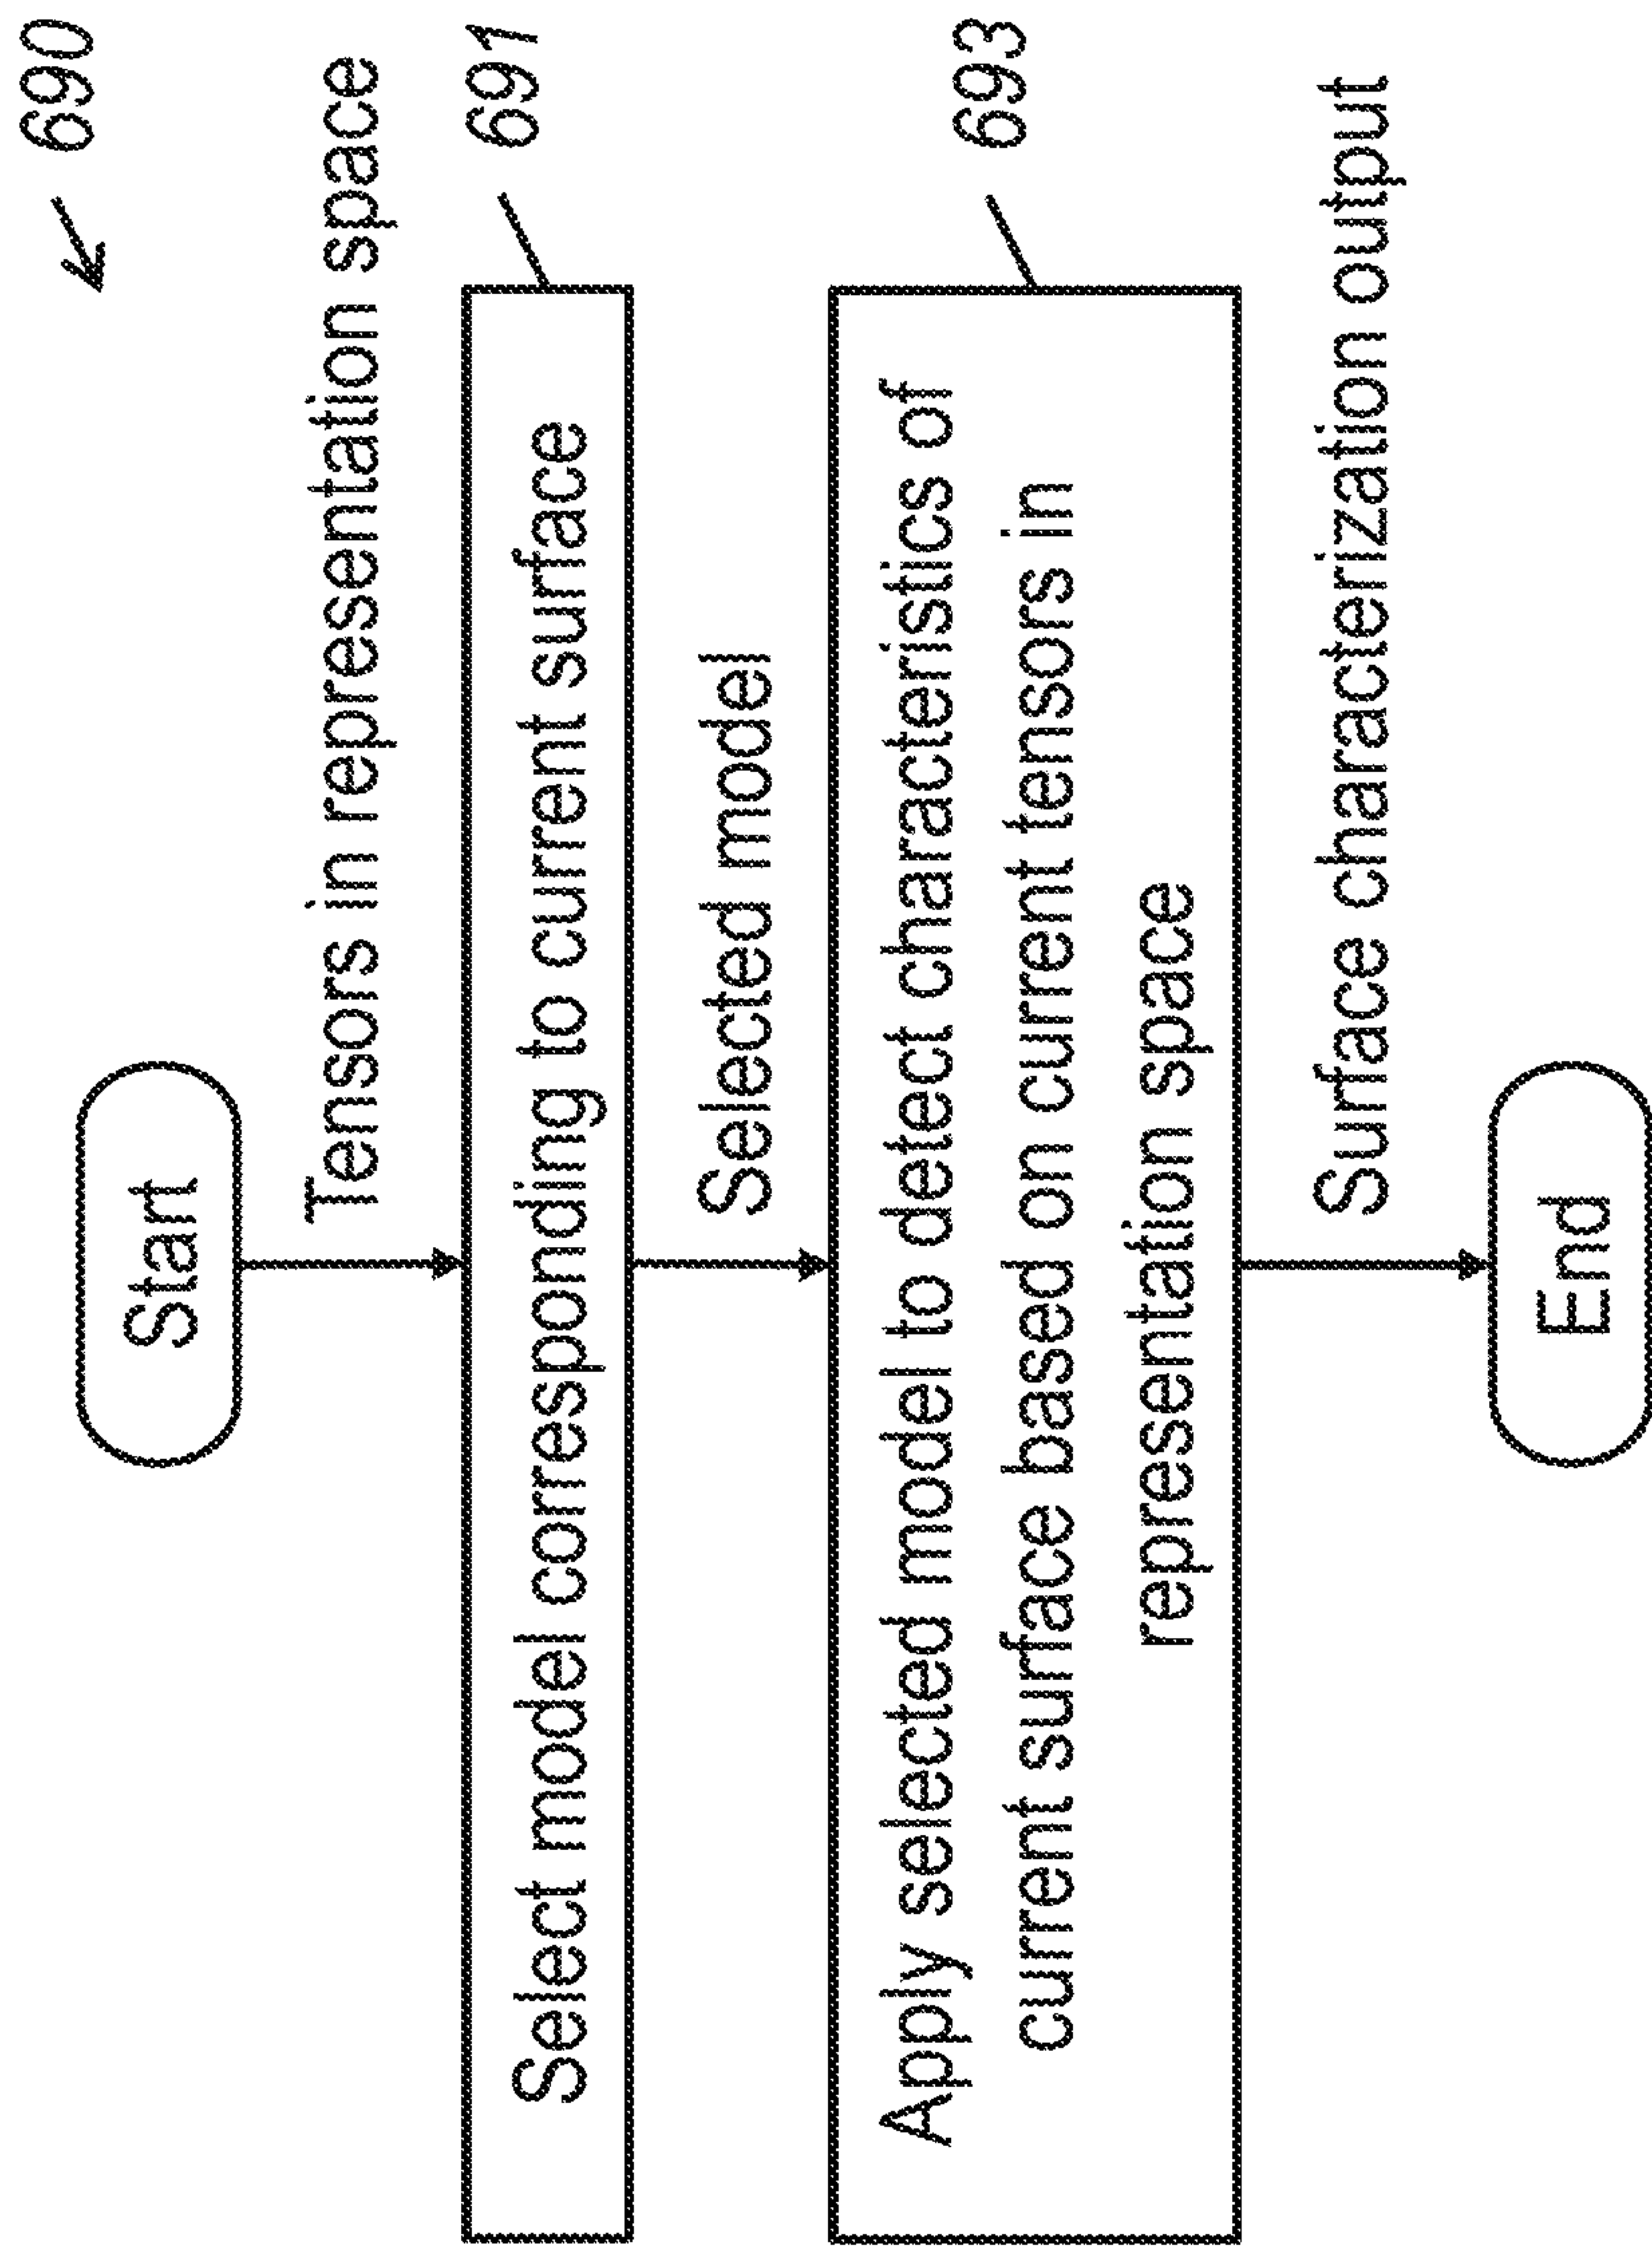 690
Start
Tensors in representation space
691
Select model corresponding to current surface
Selected model
693
Apply selected model to detect characteristics of
current surface based on current tensors in
representation space
Surface characterization output
End